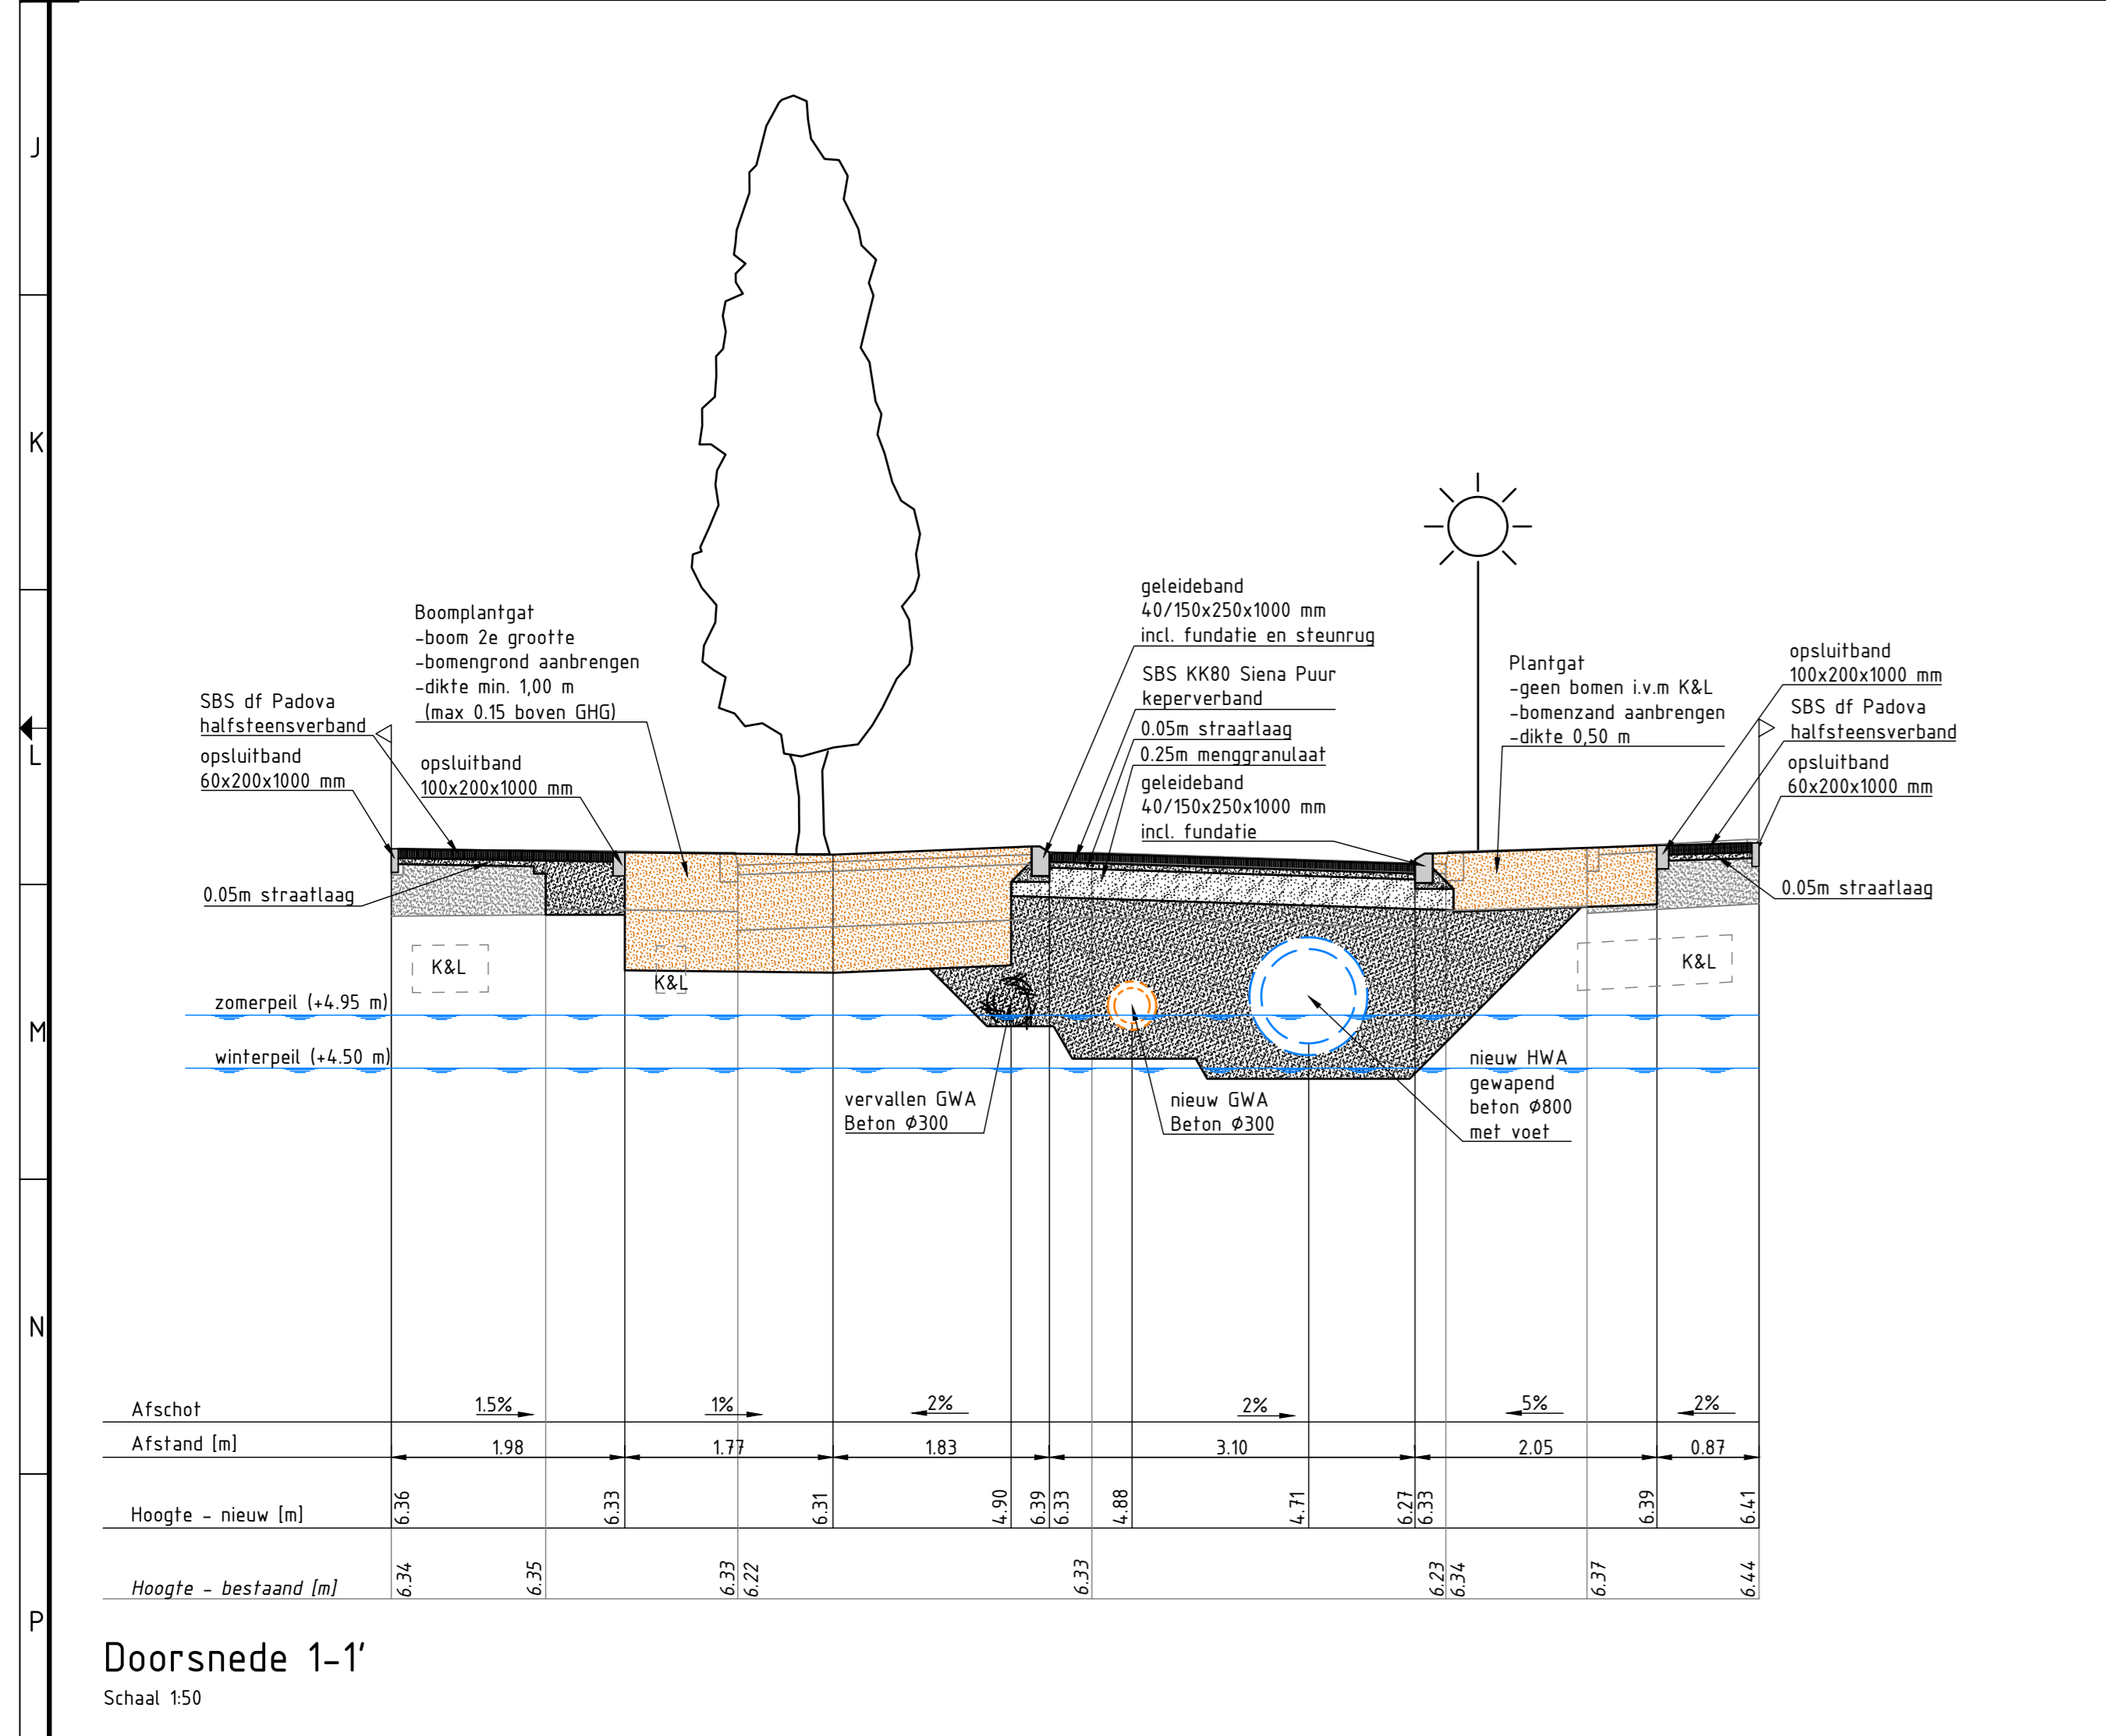 J
K
L
M
N
P
Boomplantgat
-boom 2e grootte
-bomengrond aanbrengen
-dikte min. 1,00 m
(max 0.15 boven GHG)
SBS df Padova
halfsteensverband
opsluitband
60x200x1000 mm
opsluitband
100x200x1000 mm
0.05m straatlaag
geleideband
40/150x250x1000 mm
incl. fundatie en steunrug
SBS KK80 Siena Puur
keperverband
0.05m straatlaag
0.25m menggranulaat
geleideband
40/150x250x1000 mm
incl. fundatie
Plantgat
-geen bomen i.v.m K&L
-bomenzand aanbrengen
-dikte 0,50 m
opsluitband
100x200x1000 mm
SBS df Padova
halfsteensverband
opsluitband
60x200x1000 mm
0.05m straatlaag
K&L
K&L
K&L
zomerpeil (+4.95 m)
winterpeil (+4.50 m)
vervallen GWA
Beton Ø300
nieuw GWA
Beton Ø300
nieuw HWA
gewapend
beton Ø800
met voet
Afschot 1.5% 1% 2% 2% 5% 2%
Afstand [m] 1.98 1.77 1.83 3.10 2.05 0.87
Hoogte - nieuw [m] 6.36 6.33 6.31 4.90 6.39 6.33 4.88 4.71 6.27 6.33 6.39 6.41
Hoogte - bestaand [m] 6.34 6.35 6.33 6.22 6.33 6.23 6.34 6.37 6.44
Doorsnede 1-1'
Schaal 1:50